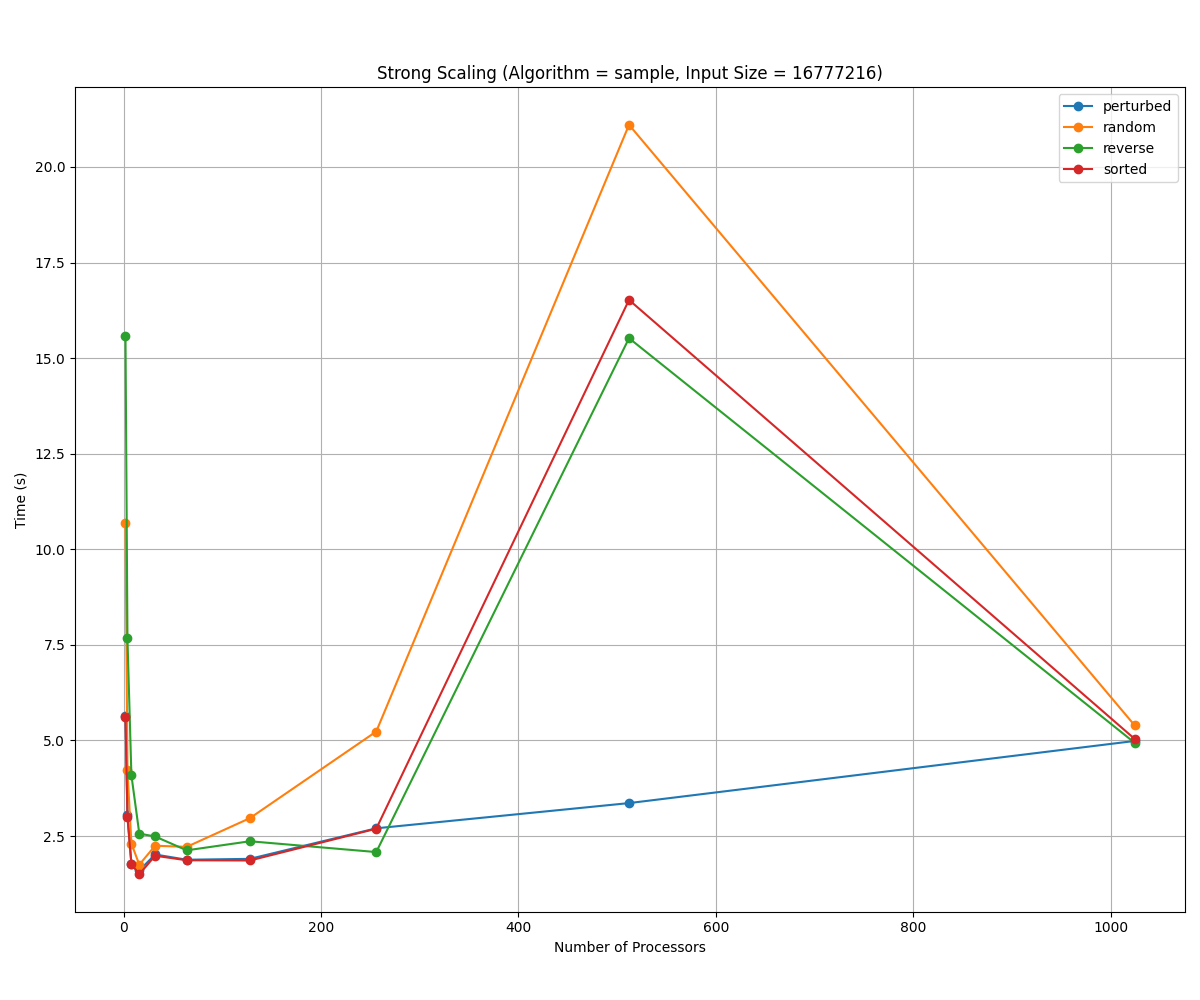 Strong Scaling (Algorithm = sample, Input Size = 16777216)
perturbed
random
reverse
sorted
20.0
17.5
15.0
12.5
10.0
7.5
5.0
2.5
Time (s)
0 200 400 600 800 1000
Number of Processors